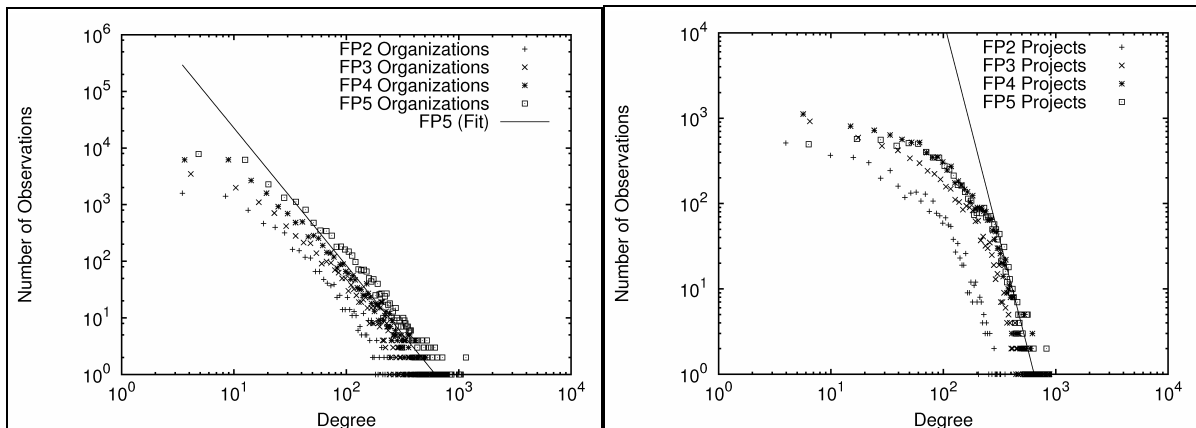 10^6
10^5
10^4
10^3
10^2
10^1
10^0
Number of Observations
FP2 Organizations
FP3 Organizations
FP4 Organizations
FP5 Organizations
FP5 (Fit)
10^0 10^1 10^2 10^3 10^4
Degree
10^4
10^3
10^2
10^1
10^0
Number of Observations
FP2 Projects
FP3 Projects
FP4 Projects
FP5 Projects
10^0 10^1 10^2 10^3 10^4
Degree